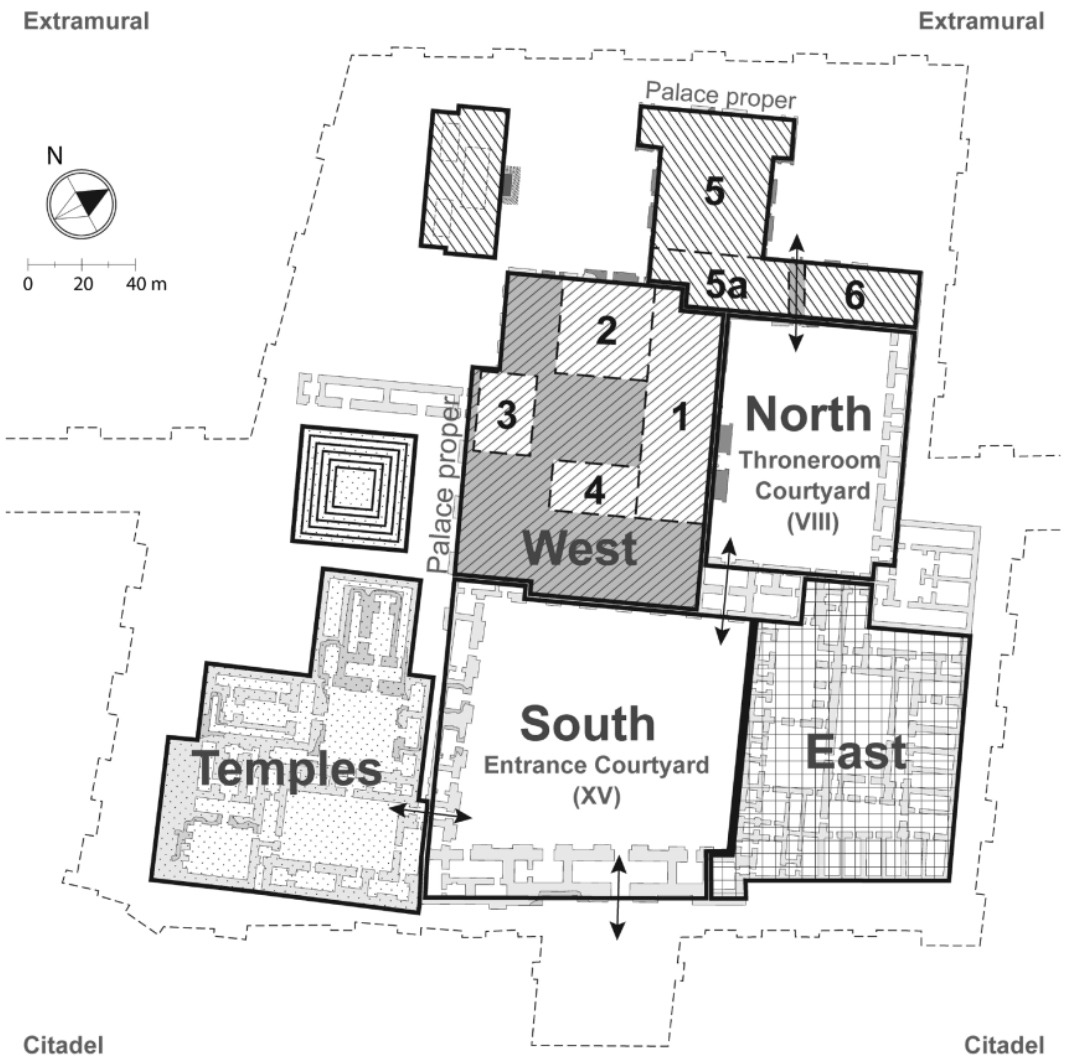 Extramural
Extramural
Palace proper
N
0
20
40 m
5
5a
6
2
3
1
4
North
Throneroom
Courtyard
(VIII)
Palace proper
West
South
Entrance Courtyard
(XV)
Temples
East
Citadel
Citadel